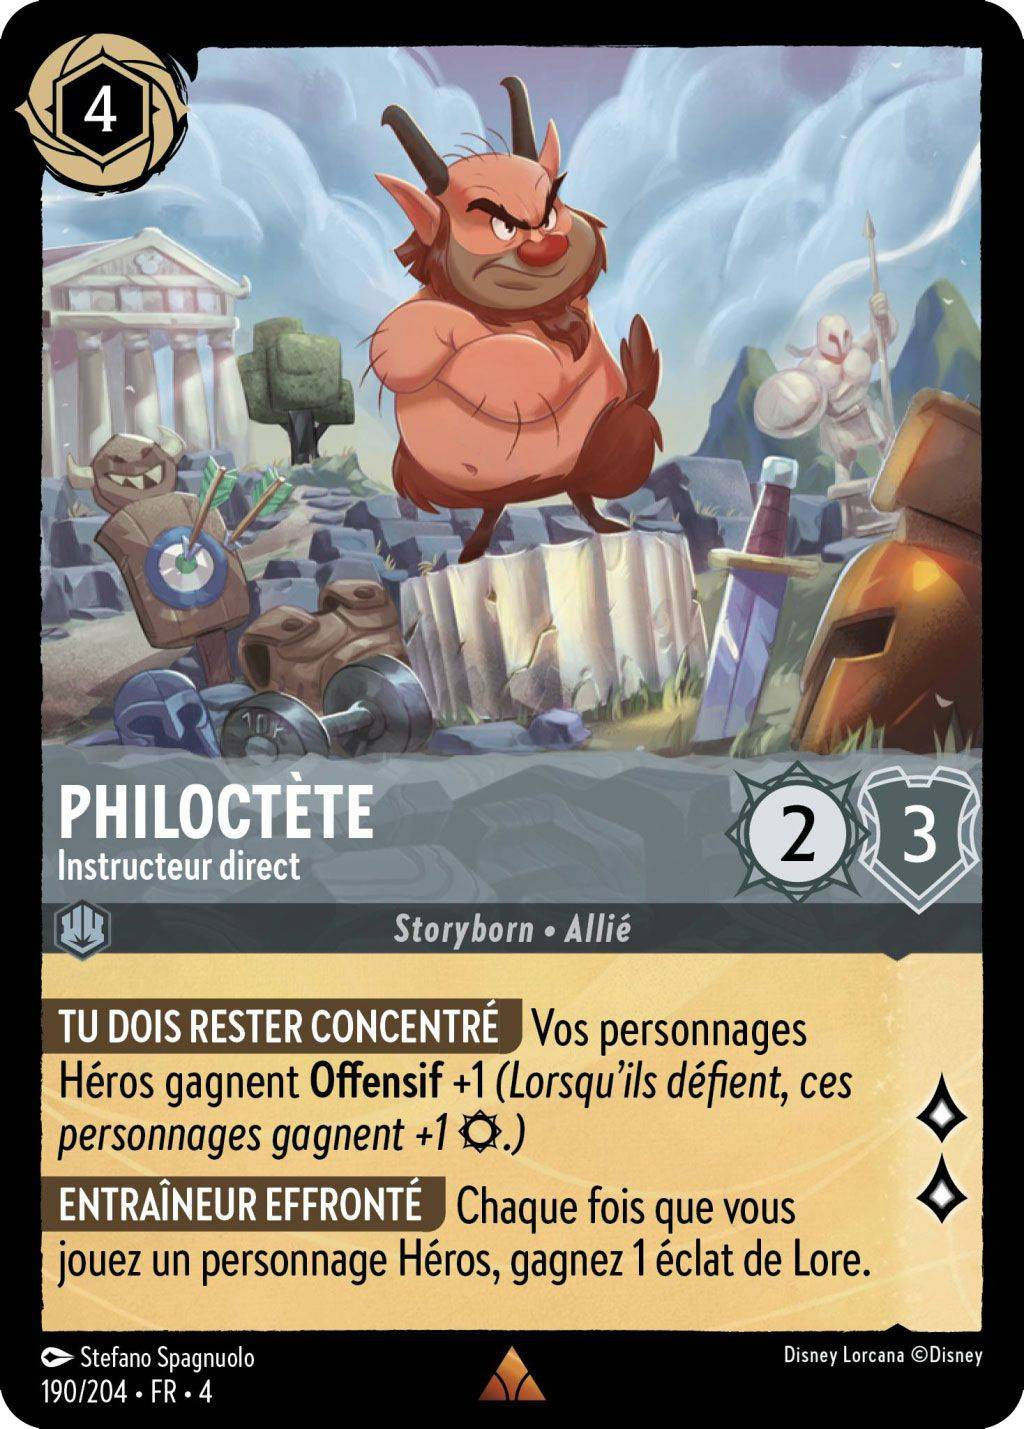 4
PHILOCTÈTE
Instructeur direct
2
3
Storyborn • Allié
TU DOIS RESTER CONCENTRÉ Vos personnages
Héros gagnent Offensif +1 (Lorsqu'ils défient, ces
personnages gagnent +1 .)
ENTRAÎNEUR EFFRONTÉ Chaque fois que vous
jouez un personnage Héros, gagnez 1 éclat de Lore.
Stefano Spagnuolo
Disney Lorcana ©Disney
190/204 • FR • 4